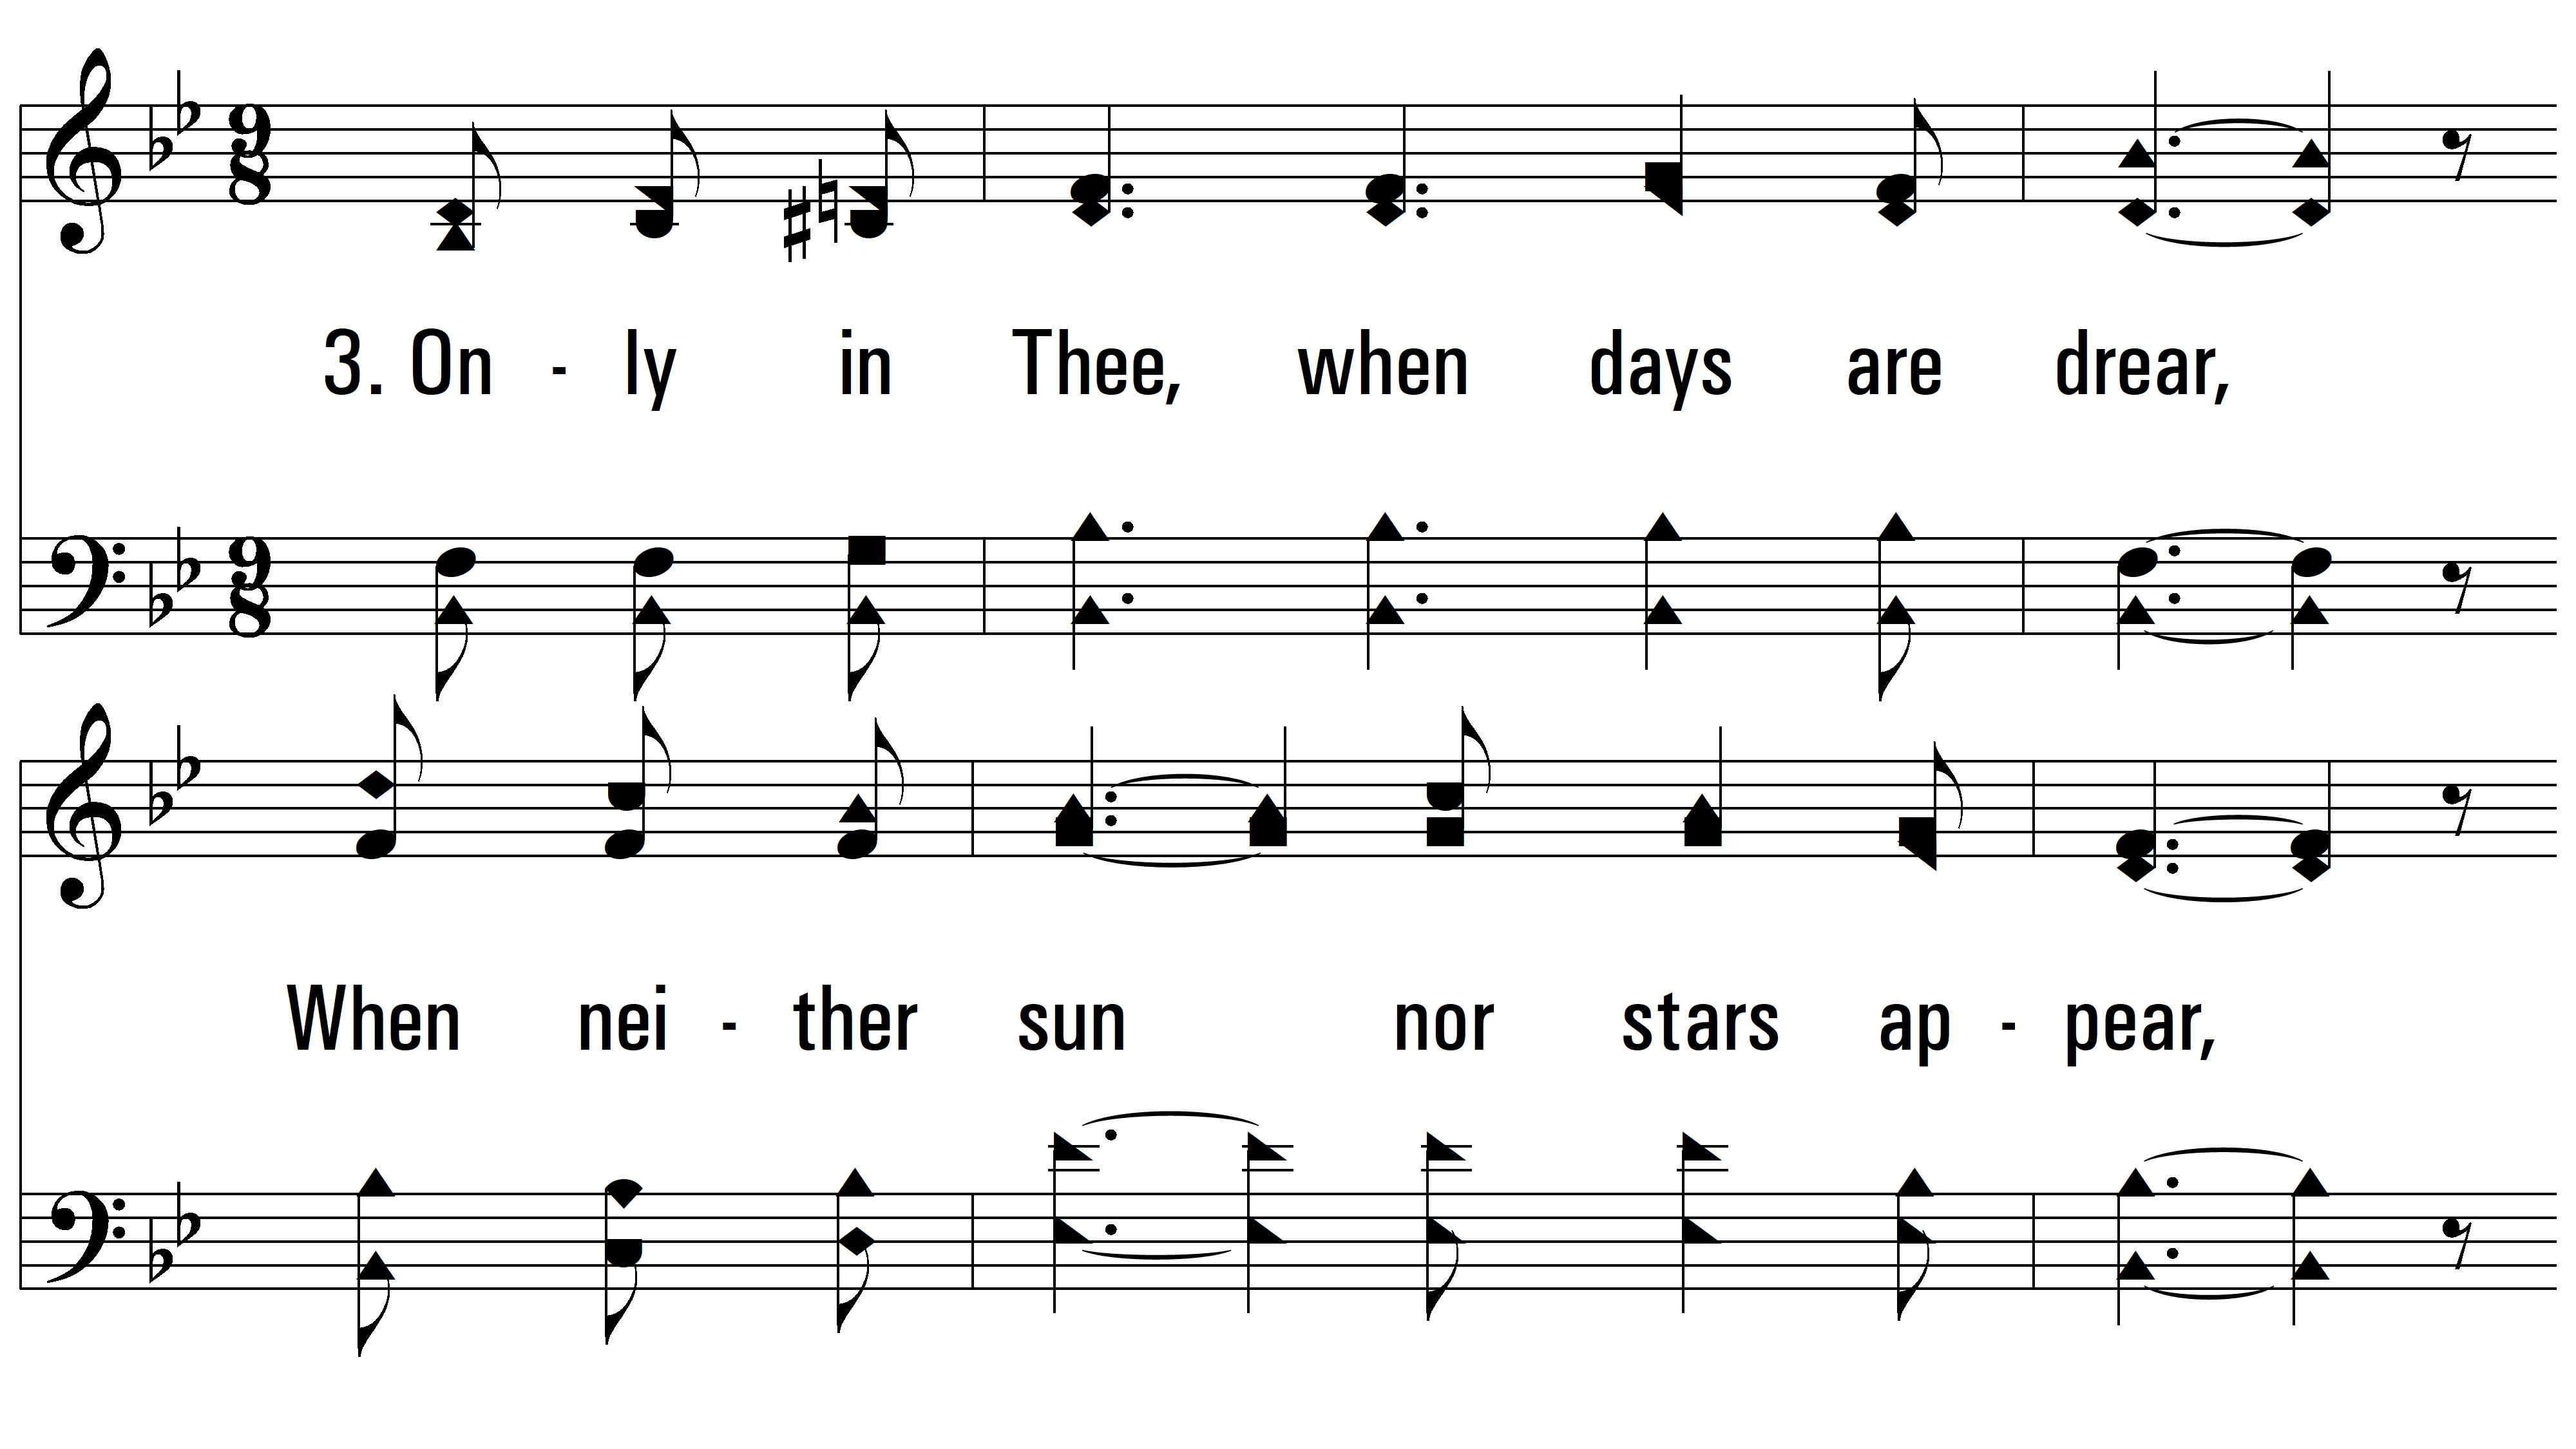 3. On - ly in Thee, when days are drear,
When nei - ther sun nor stars ap - pear,